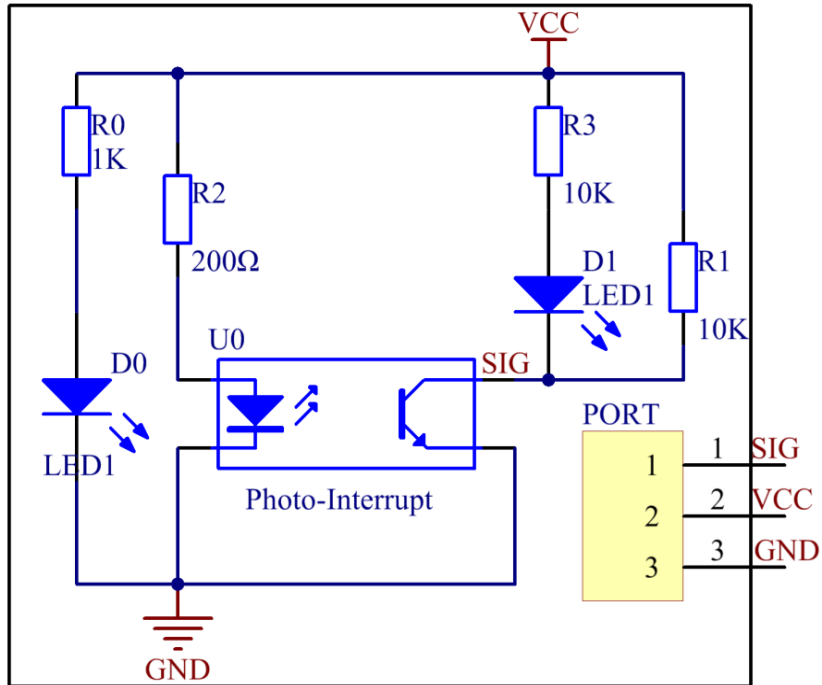 VCC
R0
1K
R2
200Ω
R3
10K
D1
LED1
R1
10K
U0
SIG
D0
LED1
Photo-Interrupt
PORT
1 1 SIG
2 2 VCC
3 3 GND
GND